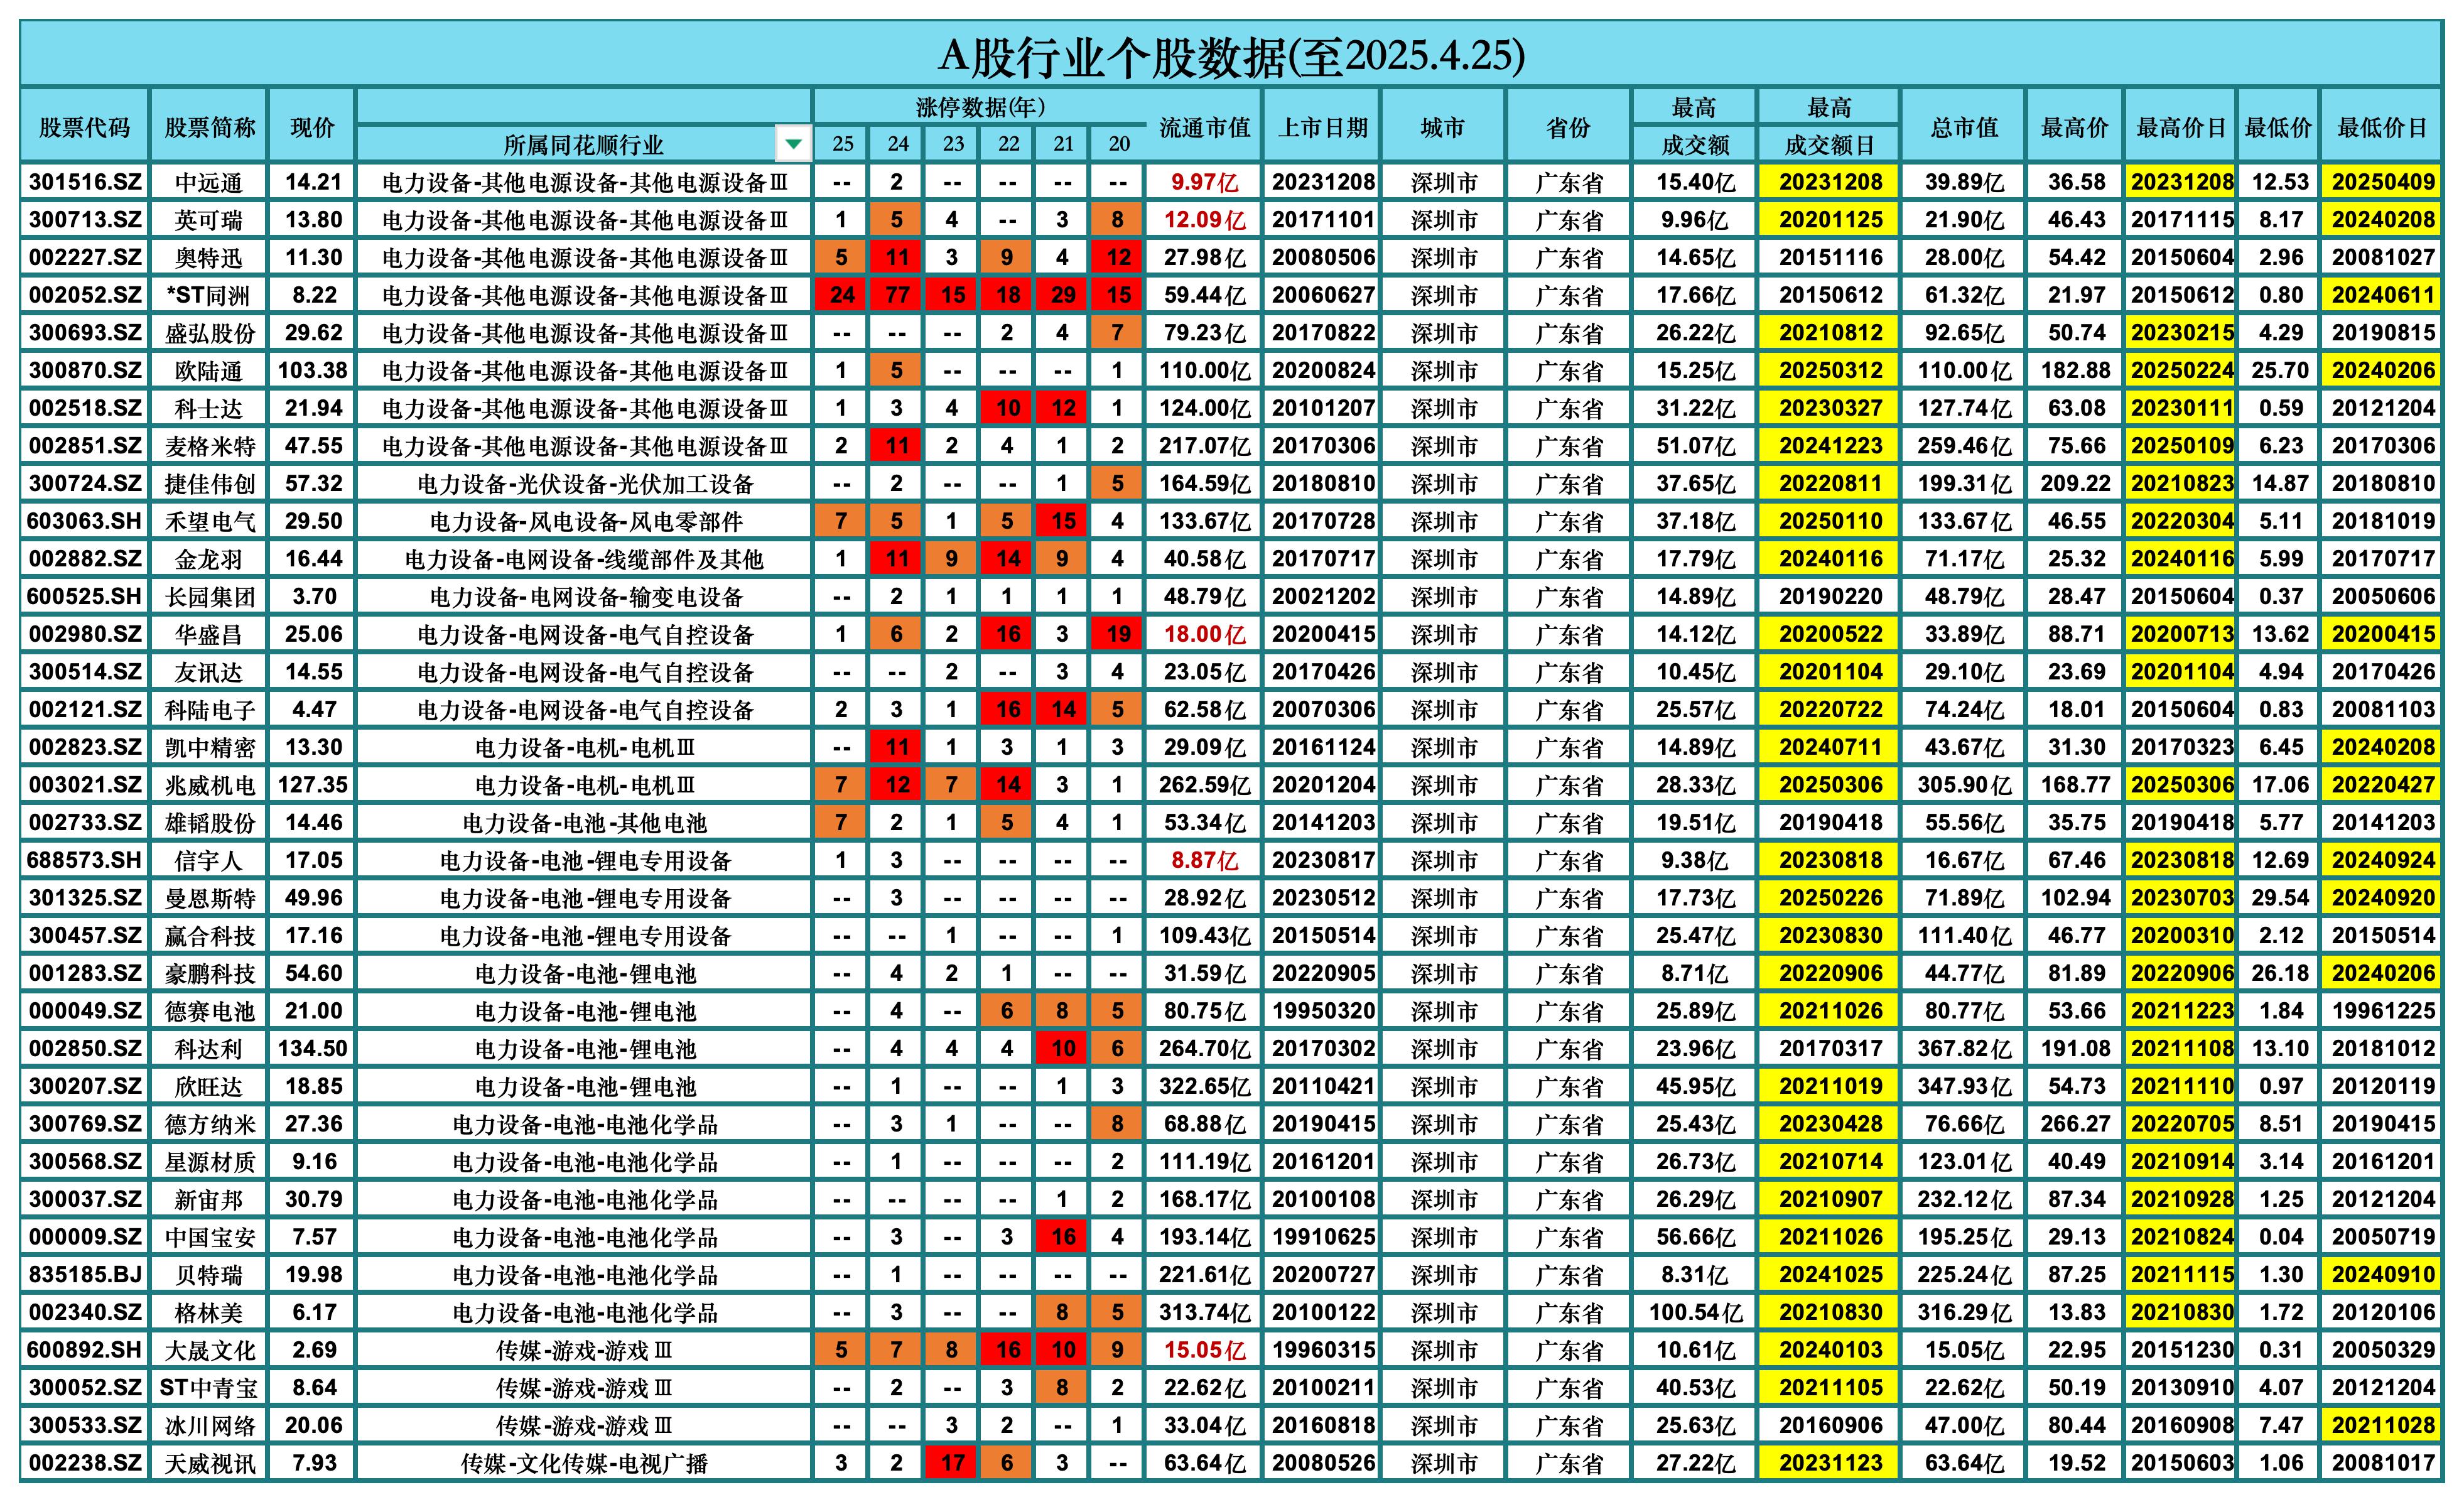 A股行业个股数据(至2025.4.25)
股票代码 股票简称 现价 所属同花顺行业 涨停数据(年) 25 24 23 22 21 20 流通市值 上市日期 城市 省份 最高成交额 最高成交额日 总市值 最高价 最高价日 最低价 最低价日
301516.SZ 中远通 14.21 电力设备-其他电源设备-其他电源设备Ⅲ -- 2 -- -- -- -- 9.97亿 20231208 深圳市 广东省 15.40亿 20231208 39.89亿 36.58 20231208 12.53 20250409
300713.SZ 英可瑞 13.80 电力设备-其他电源设备-其他电源设备Ⅲ 1 5 4 -- 3 8 12.09亿 20171101 深圳市 广东省 9.96亿 20201125 21.90亿 46.43 20171115 8.17 20240208
002227.SZ 奥特迅 11.30 电力设备-其他电源设备-其他电源设备Ⅲ 5 11 3 9 4 12 27.98亿 20080506 深圳市 广东省 14.65亿 20151116 28.00亿 54.42 20150604 2.96 20081027
002052.SZ *ST同洲 8.22 电力设备-其他电源设备-其他电源设备Ⅲ 24 77 15 18 29 15 59.44亿 20060627 深圳市 广东省 17.66亿 20150612 61.32亿 21.97 20150612 0.80 20240611
300693.SZ 盛弘股份 29.62 电力设备-其他电源设备-其他电源设备Ⅲ -- -- -- 2 4 7 79.23亿 20170822 深圳市 广东省 26.22亿 20210812 92.65亿 50.74 20230215 4.29 20190815
300870.SZ 欧陆通 103.38 电力设备-其他电源设备-其他电源设备Ⅲ 1 5 -- -- -- 1 110.00亿 20200824 深圳市 广东省 15.25亿 20250312 110.00亿 182.88 20250224 25.70 20240206
002518.SZ 科士达 21.94 电力设备-其他电源设备-其他电源设备Ⅲ 1 3 4 10 12 1 124.00亿 20101207 深圳市 广东省 31.22亿 20230327 127.74亿 63.08 20230111 0.59 20121204
002851.SZ 麦格米特 47.55 电力设备-其他电源设备-其他电源设备Ⅲ 2 11 2 4 1 2 217.07亿 20170306 深圳市 广东省 51.07亿 20241223 259.46亿 75.66 20250109 6.23 20170306
300724.SZ 捷佳伟创 57.32 电力设备-光伏设备-光伏加工设备 -- 2 -- -- 1 5 164.59亿 20180810 深圳市 广东省 37.65亿 20220811 199.31亿 209.22 20210823 14.87 20180810
603063.SH 禾望电气 29.50 电力设备-风电设备-风电零部件 7 5 1 5 15 4 133.67亿 20170728 深圳市 广东省 37.18亿 20250110 133.67亿 46.55 20220304 5.11 20181019
002882.SZ 金龙羽 16.44 电力设备-电网设备-线缆部件及其他 1 11 9 14 9 4 40.58亿 20170717 深圳市 广东省 17.79亿 20240116 71.17亿 25.32 20240116 5.99 20170717
600525.SH 长园集团 3.70 电力设备-电网设备-输变电设备 -- 2 1 1 1 1 48.79亿 20021202 深圳市 广东省 14.89亿 20190220 48.79亿 28.47 20150604 0.37 20050606
002980.SZ 华盛昌 25.06 电力设备-电网设备-电气自控设备 1 6 2 16 3 19 18.00亿 20200415 深圳市 广东省 14.12亿 20200522 33.89亿 88.71 20200713 13.62 20200415
300514.SZ 友讯达 14.55 电力设备-电网设备-电气自控设备 -- -- 2 -- 3 4 23.05亿 20170426 深圳市 广东省 10.45亿 20201104 29.10亿 23.69 20201104 4.94 20170426
002121.SZ 科陆电子 4.47 电力设备-电网设备-电气自控设备 2 3 1 16 14 5 62.58亿 20070306 深圳市 广东省 25.57亿 20220722 74.24亿 18.01 20150604 0.83 20081103
002823.SZ 凯中精密 13.30 电力设备-电机-电机Ⅲ -- 11 1 3 1 3 29.09亿 20161124 深圳市 广东省 14.89亿 20240711 43.67亿 31.30 20170323 6.45 20240208
003021.SZ 兆威机电 127.35 电力设备-电机-电机Ⅲ 7 12 7 14 3 1 262.59亿 20201204 深圳市 广东省 28.33亿 20250306 305.90亿 168.77 20250306 17.06 20220427
002733.SZ 雄韬股份 14.46 电力设备-电池-其他电池 7 2 1 5 4 1 53.34亿 20141203 深圳市 广东省 19.51亿 20190418 55.56亿 35.75 20190418 5.77 20141203
688573.SH 信宇人 17.05 电力设备-电池-锂电专用设备 1 3 -- -- -- -- 8.87亿 20230817 深圳市 广东省 9.38亿 20230818 16.67亿 67.46 20230818 12.69 20240924
301325.SZ 曼恩斯特 49.96 电力设备-电池-锂电专用设备 -- 3 -- -- -- -- 28.92亿 20230512 深圳市 广东省 17.73亿 20250226 71.89亿 102.94 20230703 29.54 20240920
300457.SZ 赢合科技 17.16 电力设备-电池-锂电专用设备 -- -- 1 -- -- 1 109.43亿 20150514 深圳市 广东省 25.47亿 20230830 111.40亿 46.77 20200310 2.12 20150514
001283.SZ 豪鹏科技 54.60 电力设备-电池-锂电池 -- 4 2 1 -- -- 31.59亿 20220905 深圳市 广东省 8.71亿 20220906 44.77亿 81.89 20220906 26.18 20240206
000049.SZ 德赛电池 21.00 电力设备-电池-锂电池 -- 4 -- 6 8 5 80.75亿 19950320 深圳市 广东省 25.89亿 20211026 80.77亿 53.66 20211223 1.84 19961225
002850.SZ 科达利 134.50 电力设备-电池-锂电池 -- 4 4 4 10 6 264.70亿 20170302 深圳市 广东省 23.96亿 20170317 367.82亿 191.08 20211108 13.10 20181012
300207.SZ 欣旺达 18.85 电力设备-电池-锂电池 -- 1 -- -- 1 3 322.65亿 20110421 深圳市 广东省 45.95亿 20211019 347.93亿 54.73 20211110 0.97 20120119
300769.SZ 德方纳米 27.36 电力设备-电池-电池化学品 -- 3 1 -- -- 8 68.88亿 20190415 深圳市 广东省 25.43亿 20230428 76.66亿 266.27 20220705 8.51 20190415
300568.SZ 星源材质 9.16 电力设备-电池-电池化学品 -- 1 -- -- -- 2 111.19亿 20161201 深圳市 广东省 26.73亿 20210714 123.01亿 40.49 20210914 3.14 20161201
300037.SZ 新宙邦 30.79 电力设备-电池-电池化学品 -- -- -- -- 1 2 168.17亿 20100108 深圳市 广东省 26.29亿 20210907 232.12亿 87.34 20210928 1.25 20121204
000009.SZ 中国宝安 7.57 电力设备-电池-电池化学品 -- 3 -- 3 16 4 193.14亿 19910625 深圳市 广东省 56.66亿 20211026 195.25亿 29.13 20210824 0.04 20050719
835185.BJ 贝特瑞 19.98 电力设备-电池-电池化学品 -- 1 -- -- -- -- 221.61亿 20200727 深圳市 广东省 8.31亿 20241025 225.24亿 87.25 20211115 1.30 20240910
002340.SZ 格林美 6.17 电力设备-电池-电池化学品 -- 3 -- -- 8 5 313.74亿 20100122 深圳市 广东省 100.54亿 20210830 316.29亿 13.83 20210830 1.72 20120106
600892.SH 大晟文化 2.69 传媒-游戏-游戏Ⅲ 5 7 8 16 10 9 15.05亿 19960315 深圳市 广东省 10.61亿 20240103 15.05亿 22.95 20151230 0.31 20050329
300052.SZ ST中青宝 8.64 传媒-游戏-游戏Ⅲ -- 2 -- 3 8 2 22.62亿 20100211 深圳市 广东省 40.53亿 20211105 22.62亿 50.19 20130910 4.07 20121204
300533.SZ 冰川网络 20.06 传媒-游戏-游戏Ⅲ -- -- 3 2 -- 1 33.04亿 20160818 深圳市 广东省 25.63亿 20160906 47.00亿 80.44 20160908 7.47 20211028
002238.SZ 天威视讯 7.93 传媒-文化传媒-电视广播 3 2 17 6 3 -- 63.64亿 20080526 深圳市 广东省 27.22亿 20231123 63.64亿 19.52 20150603 1.06 20081017